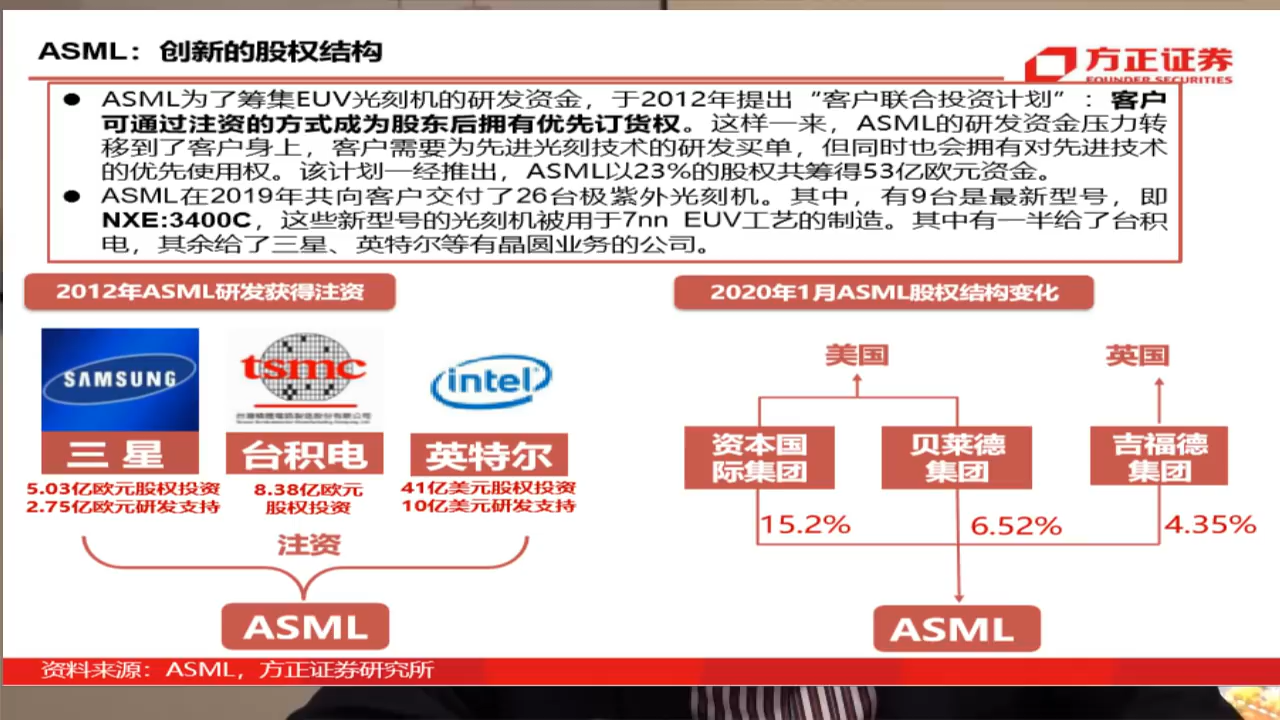 ASML：创新的股权结构
方正证券
FOUNDER SECURITIES
● ASML为了筹集EUV光刻机的研发资金，于2012年提出“客户联合投资计划”：客户
可通过注资的方式成为股东后拥有优先订货权。这样一来，ASML的研发资金压力转
移到了客户身上，客户需要为先进光刻技术的研发买单，但同时也会拥有对先进技术
的优先使用权。该计划一经推出，ASML以23%的股权共筹得53亿欧元资金。
● ASML在2019年共向客户交付了26台极紫外光刻机。其中，有9台是最新型号，即
NXE:3400C，这些新型号的光刻机被用于7nn EUV工艺的制造。其中有一半给了台积
电，其余给了三星、英特尔等有晶圆业务的公司。
2012年ASML研发获得注资
2020年1月ASML股权结构变化
SAMSUNG
tsmc
intel
三星
台积电
英特尔
5.03亿欧元股权投资
2.75亿欧元研发支持
8.38亿欧元
股权投资
41亿美元股权投资
10亿美元研发支持
注资
ASML
美国
英国
资本国
际集团
贝莱德
集团
吉福德
集团
15.2%
6.52%
4.35%
ASML
资料来源：ASML，方正证券研究所